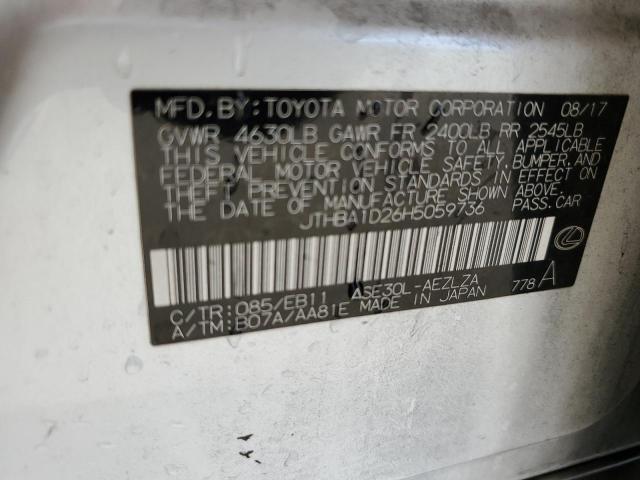 MFD. BY: TOYOTA MOTOR CORPORATION 08/17
GVWR 4630LB GAWR FR 2400LB RR 2545LB
THIS VEHICLE CONFORMS TO ALL APPLICABLE
FEDERAL MOTOR VEHICLE SAFETY, BUMPER, AND
THEFT PREVENTION STANDARDS IN EFFECT ON THE
DATE OF MANUFACTURE SHOWN ABOVE.
JTHBA1D26H5059736 PASS. CAR
C/TR: 085/EB11 ASE30L-AEZLZA
A/TM: B07A/AA81E MADE IN JAPAN 778 A